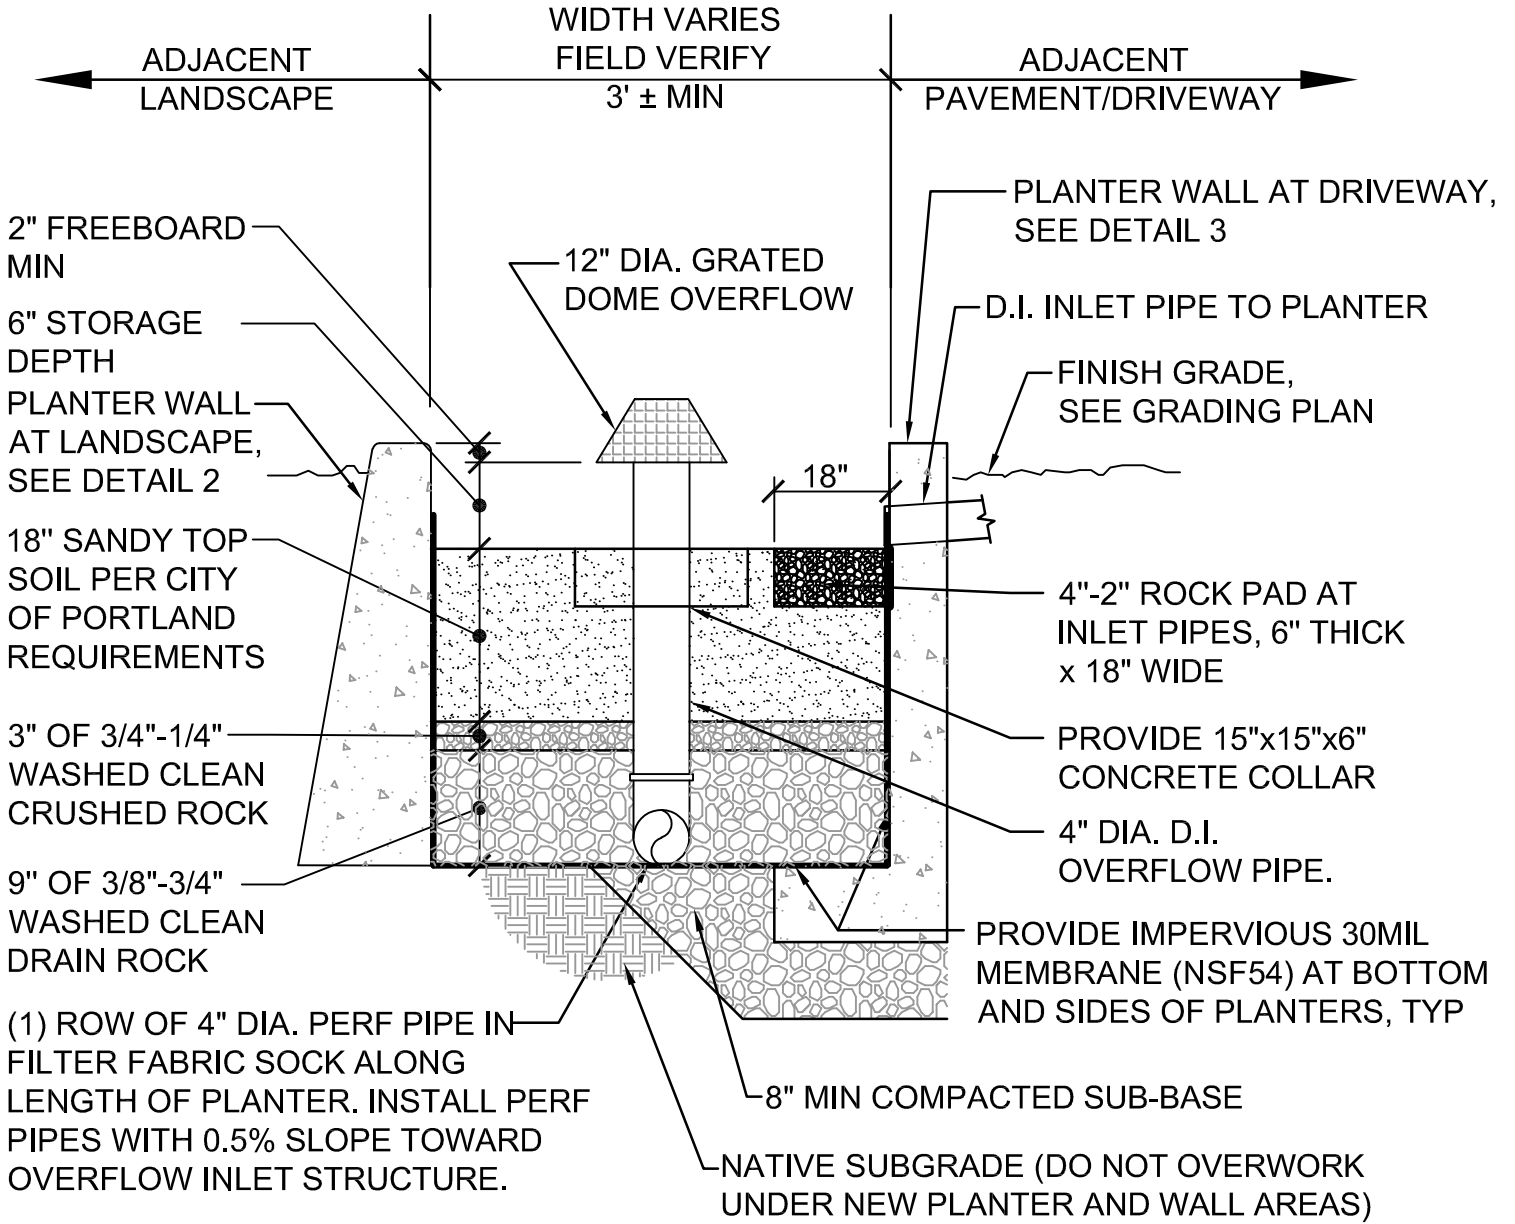 WIDTH VARIES
FIELD VERIFY
3' ± MIN
ADJACENT
LANDSCAPE
ADJACENT
PAVEMENT/DRIVEWAY
2" FREEBOARD
MIN
6" STORAGE
DEPTH
PLANTER WALL
AT LANDSCAPE,
SEE DETAIL 2
18" SANDY TOP
SOIL PER CITY
OF PORTLAND
REQUIREMENTS
3" OF 3/4"-1/4"
WASHED CLEAN
CRUSHED ROCK
9" OF 3/8"-3/4"
WASHED CLEAN
DRAIN ROCK
(1) ROW OF 4" DIA. PERF PIPE IN
FILTER FABRIC SOCK ALONG
LENGTH OF PLANTER. INSTALL PERF
PIPES WITH 0.5% SLOPE TOWARD
OVERFLOW INLET STRUCTURE.
12" DIA. GRATED
DOME OVERFLOW
18"
PLANTER WALL AT DRIVEWAY,
SEE DETAIL 3
D.I. INLET PIPE TO PLANTER
FINISH GRADE,
SEE GRADING PLAN
4"-2" ROCK PAD AT
INLET PIPES, 6" THICK
x 18" WIDE
PROVIDE 15"x15"x6"
CONCRETE COLLAR
4" DIA. D.I.
OVERFLOW PIPE.
PROVIDE IMPERVIOUS 30MIL
MEMBRANE (NSF54) AT BOTTOM
AND SIDES OF PLANTERS, TYP
8" MIN COMPACTED SUB-BASE
NATIVE SUBGRADE (DO NOT OVERWORK
UNDER NEW PLANTER AND WALL AREAS)